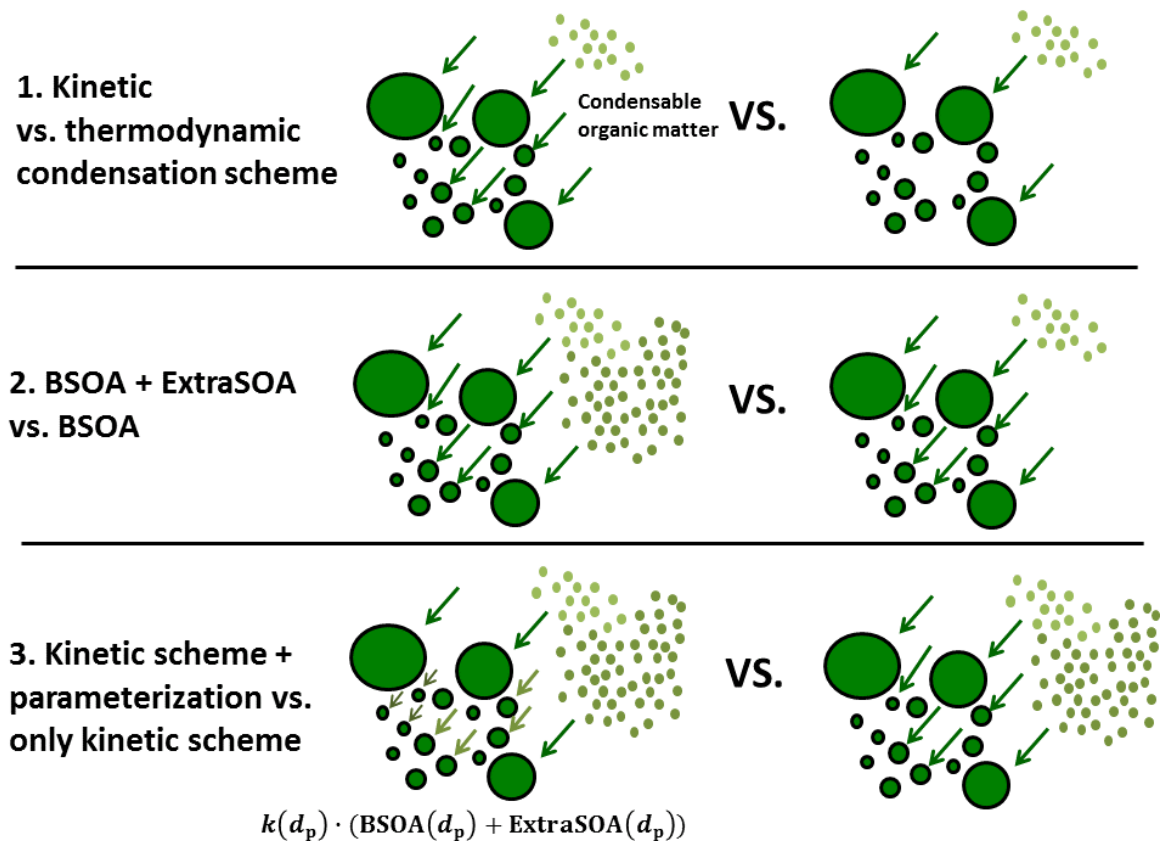 1. Kinetic
vs. thermodynamic
condensation scheme
Condensable
organic matter
VS.
2. BSOA + ExtraSOA
vs. BSOA
VS.
3. Kinetic scheme +
parameterization vs.
only kinetic scheme
VS.
k(dₚ) · (BSOA(dₚ) + ExtraSOA(dₚ))